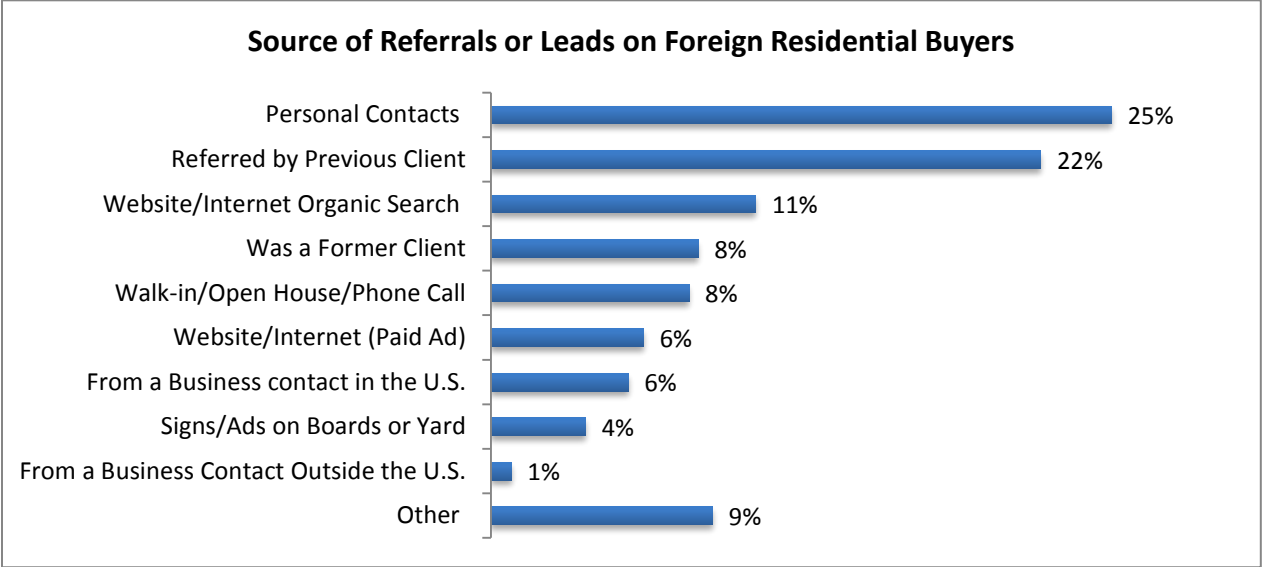 Source of Referrals or Leads on Foreign Residential Buyers
Personal Contacts 25%
Referred by Previous Client 22%
Website/Internet Organic Search 11%
Was a Former Client 8%
Walk-in/Open House/Phone Call 8%
Website/Internet (Paid Ad) 6%
From a Business contact in the U.S. 6%
Signs/Ads on Boards or Yard 4%
From a Business Contact Outside the U.S. 1%
Other 9%